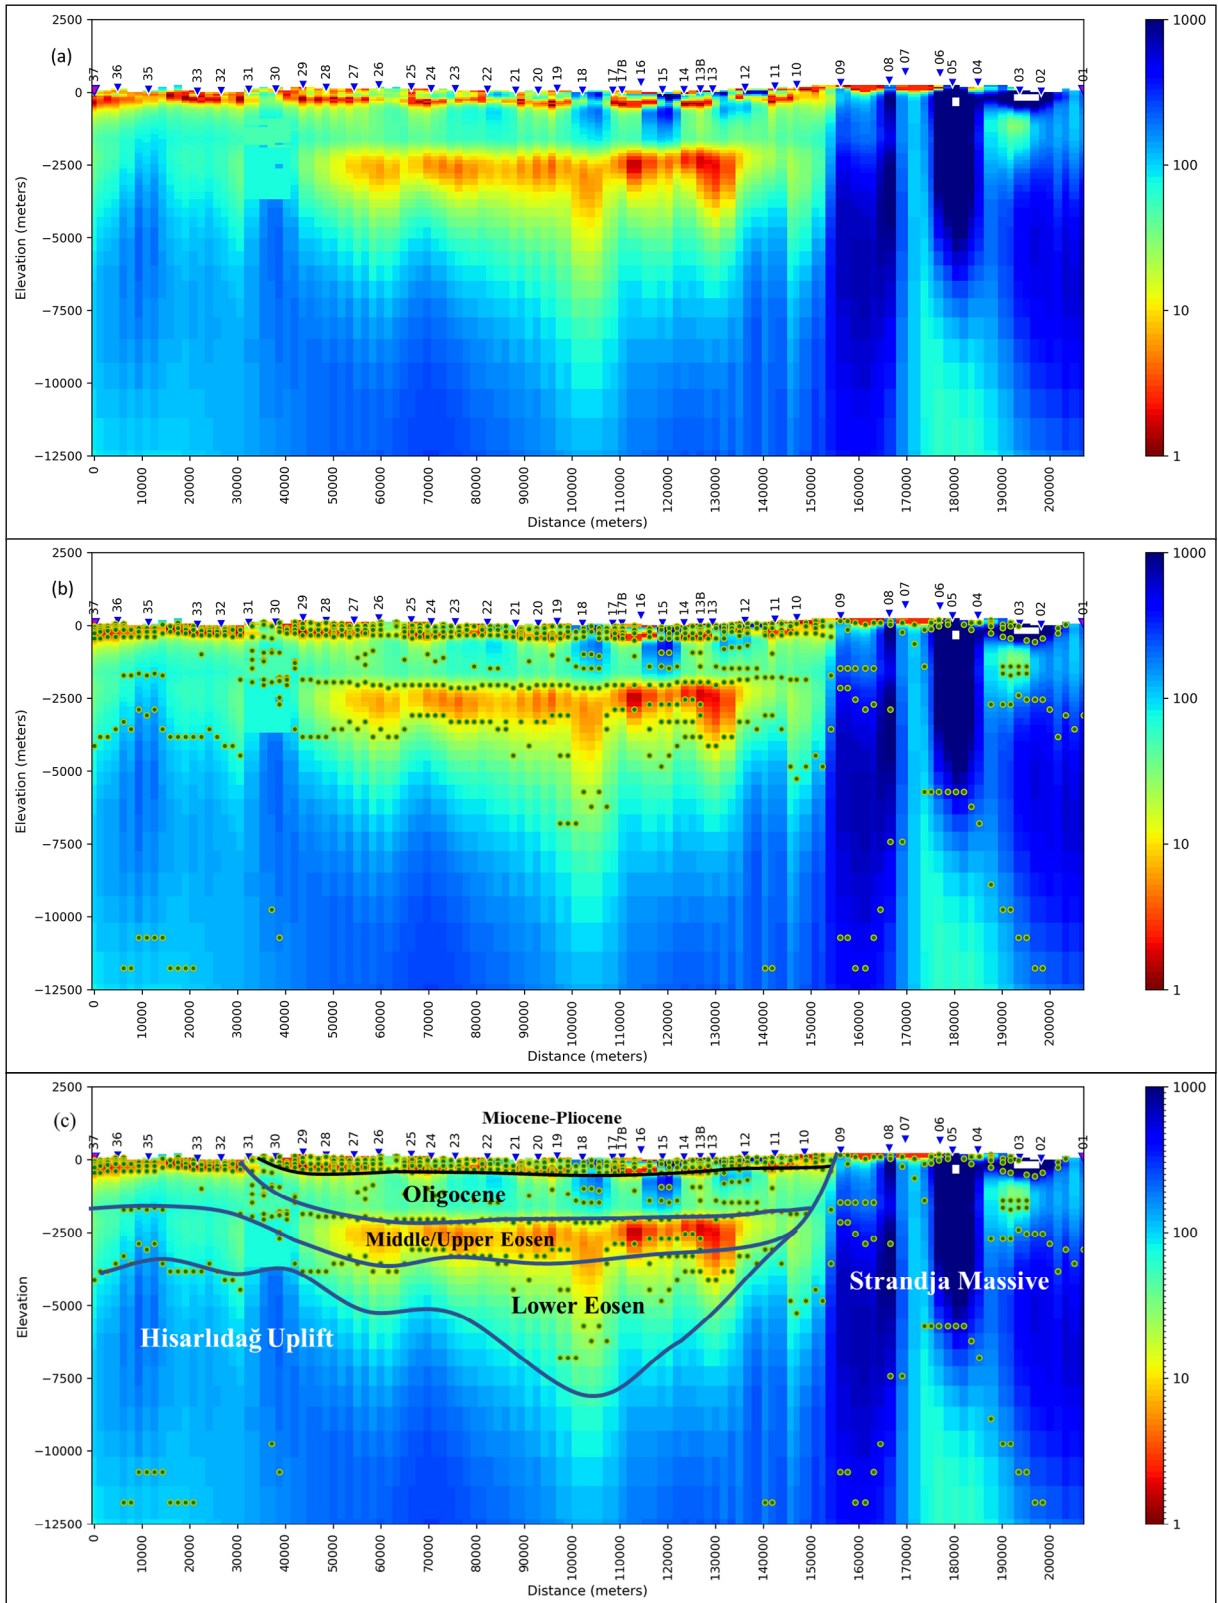 (a)
2500
0
−2500
−5000
−7500
−10000
−12500
Elevation (meters)
37 36 35 33 32 31 30 29 28 27 26 25 24 23 22 21 20 19 18 17 17B 16 15 14 13B 13 12 11 10 09 08 07 06 05 04 03 02 01
0 10000 20000 30000 40000 50000 60000 70000 80000 90000 100000 110000 120000 130000 140000 150000 160000 170000 180000 190000 200000
Distance (meters)
1000
100
10
1
(b)
2500
0
−2500
−5000
−7500
−10000
−12500
Elevation (meters)
37 36 35 33 32 31 30 29 28 27 26 25 24 23 22 21 20 19 18 17 17B 16 15 14 13B 13 12 11 10 09 08 07 06 05 04 03 02 01
0 10000 20000 30000 40000 50000 60000 70000 80000 90000 100000 110000 120000 130000 140000 150000 160000 170000 180000 190000 200000
Distance (meters)
1000
100
10
1
(c)
2500
0
−2500
−5000
−7500
−10000
−12500
Elevation
Miocene-Pliocene
37 36 35 33 32 31 30 29 28 27 26 25 24 23 22 21 20 19 18 17 17B 16 15 14 13B 13 12 11 10 09 08 07 06 05 04 03 02 01
Oligocene
Middle/Upper Eosen
Lower Eosen
Strandja Massive
Hisarlıdağ Uplift
0 10000 20000 30000 40000 50000 60000 70000 80000 90000 100000 110000 120000 130000 140000 150000 160000 170000 180000 190000 200000
Distance (meters)
1000
100
10
1